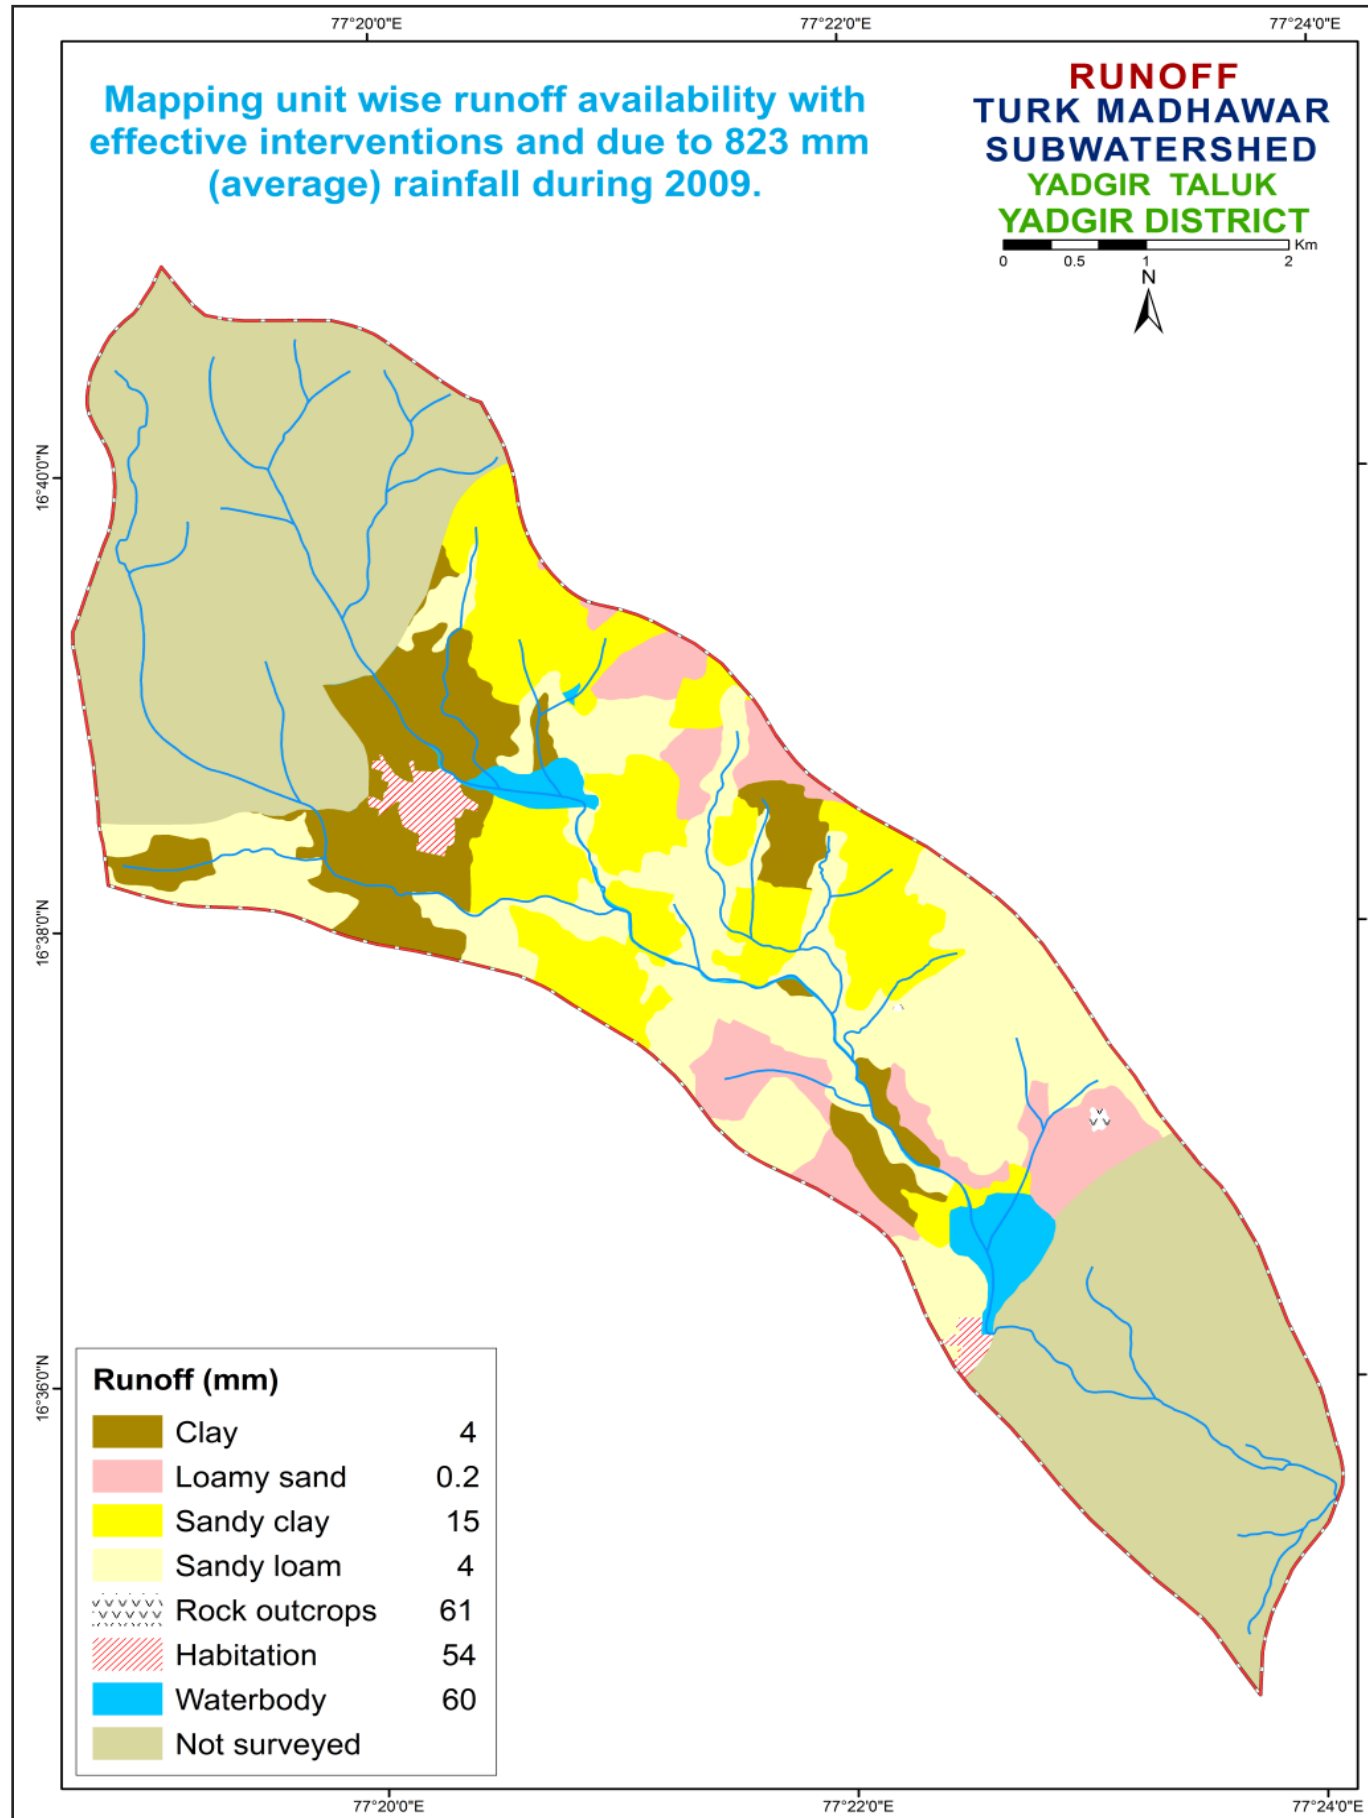 77°20'0"E
77°22'0"E
77°24'0"E
Mapping unit wise runoff availability with
effective interventions and due to 823 mm
(average) rainfall during 2009.
RUNOFF
TURK MADHAWAR
SUBWATERSHED
YADGIR TALUK
YADGIR DISTRICT
Km
0 0.5 1 2
N
16°40'0"N
16°38'0"N
16°36'0"N
Runoff (mm)
Clay 4
Loamy sand 0.2
Sandy clay 15
Sandy loam 4
Rock outcrops 61
Habitation 54
Waterbody 60
Not surveyed
77°20'0"E
77°22'0"E
77°24'0"E